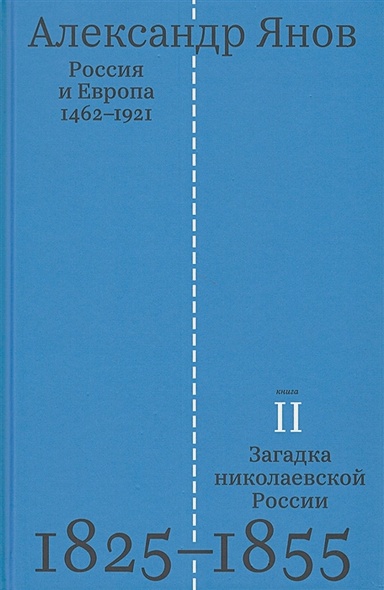 Александр Янов
Россия
и Европа
1462–1921
книга
II
Загадка
николаевской
России
1825–1855